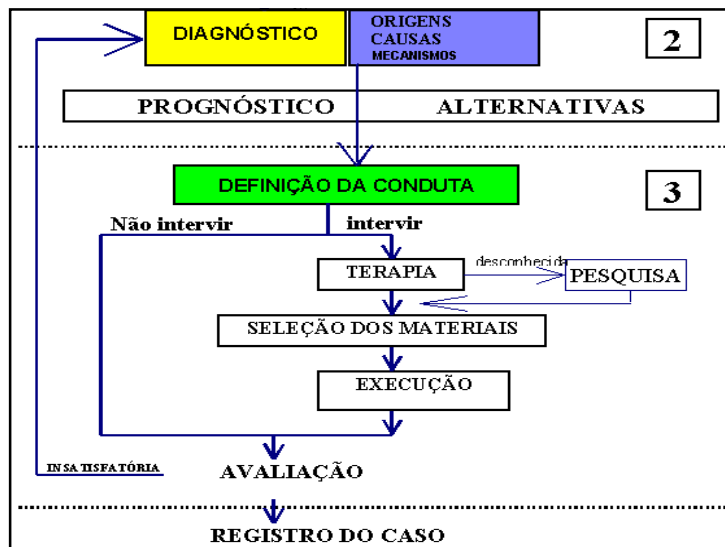 DIAGNÓSTICO
ORIGENS
CAUSAS
MECANISMOS
2
PROGNÓSTICO ALTERNATIVAS
DEFINIÇÃO DA CONDUTA
3
Não intervir
intervir
TERAPIA
desconhecida
PESQUISA
SELEÇÃO DOS MATERIAIS
EXECUÇÃO
INSATISFATÓRIA
AVALIAÇÃO
REGISTRO DO CASO